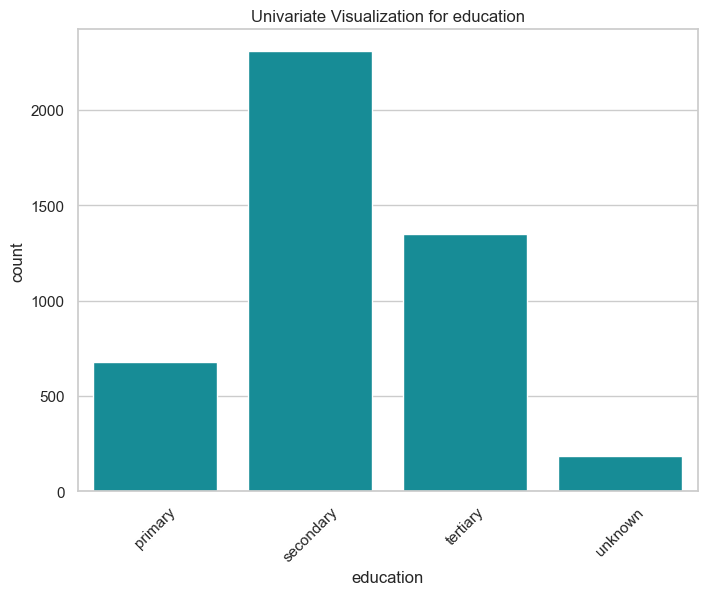 Univariate Visualization for education
count
2000
1500
1000
500
0
primary
secondary
tertiary
unknown
education